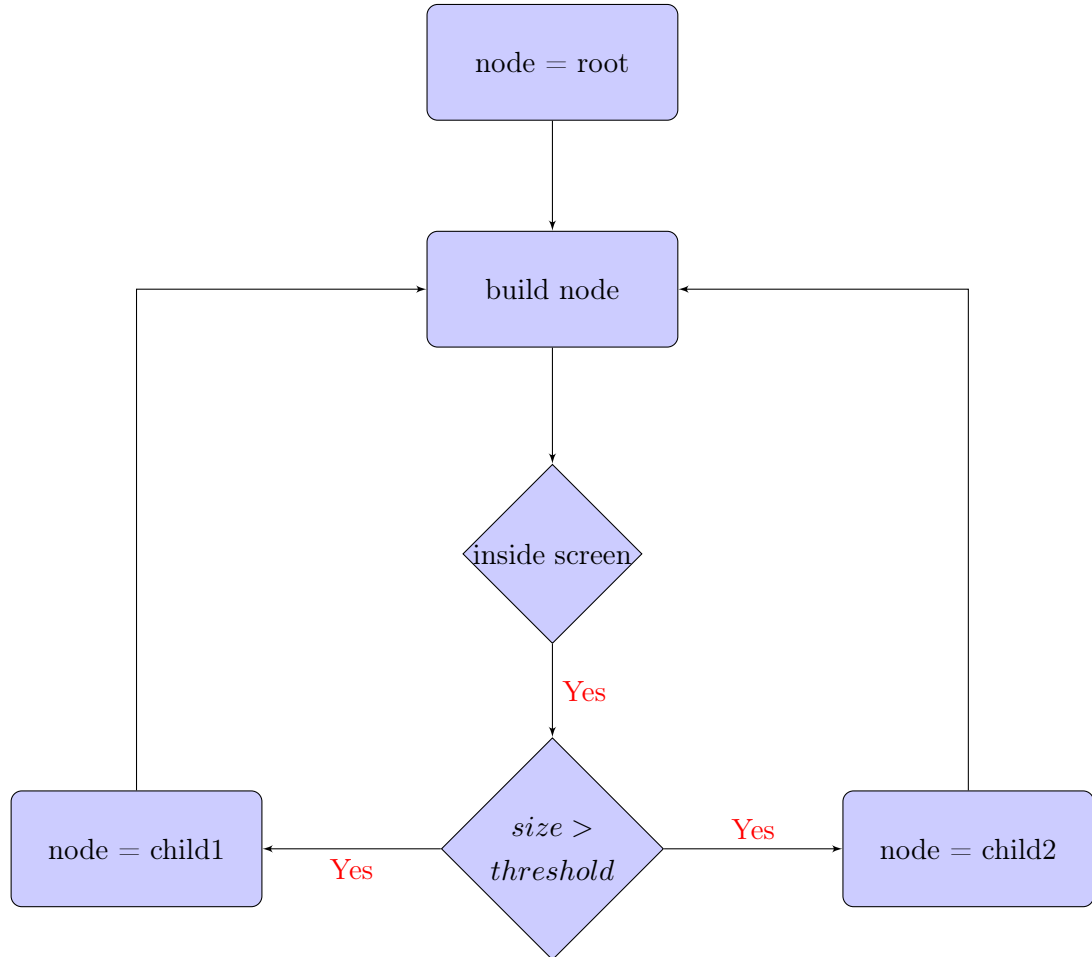 node = root
build node
inside screen
Yes
size >
threshold
node = child1
Yes
Yes
node = child2